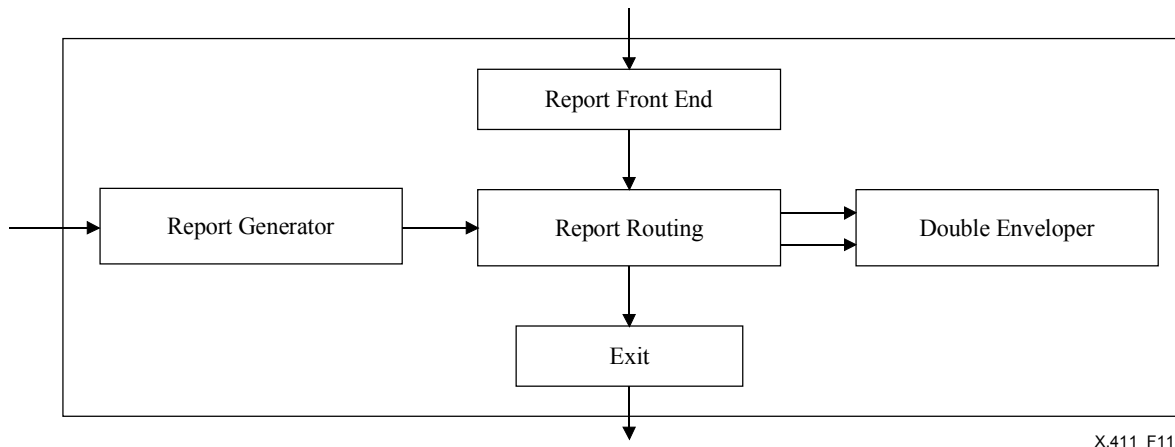 Report Front End
Report Generator
Report Routing
Double Enveloper
Exit
X.411_F11